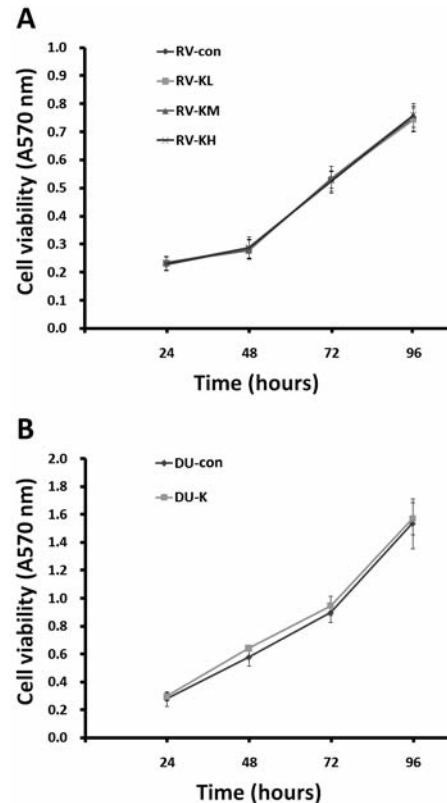 A
1.0
0.9
0.8
0.7
0.6
0.5
0.4
0.3
0.2
0.1
0.0
Cell viability (A570 nm)
RV-con
RV-KL
RV-KM
RV-KH
24 48 72 96
Time (hours)
B
2.0
1.8
1.6
1.4
1.2
1.0
0.8
0.6
0.4
0.2
0.0
Cell viability (A570 nm)
DU-con
DU-K
24 48 72 96
Time (hours)